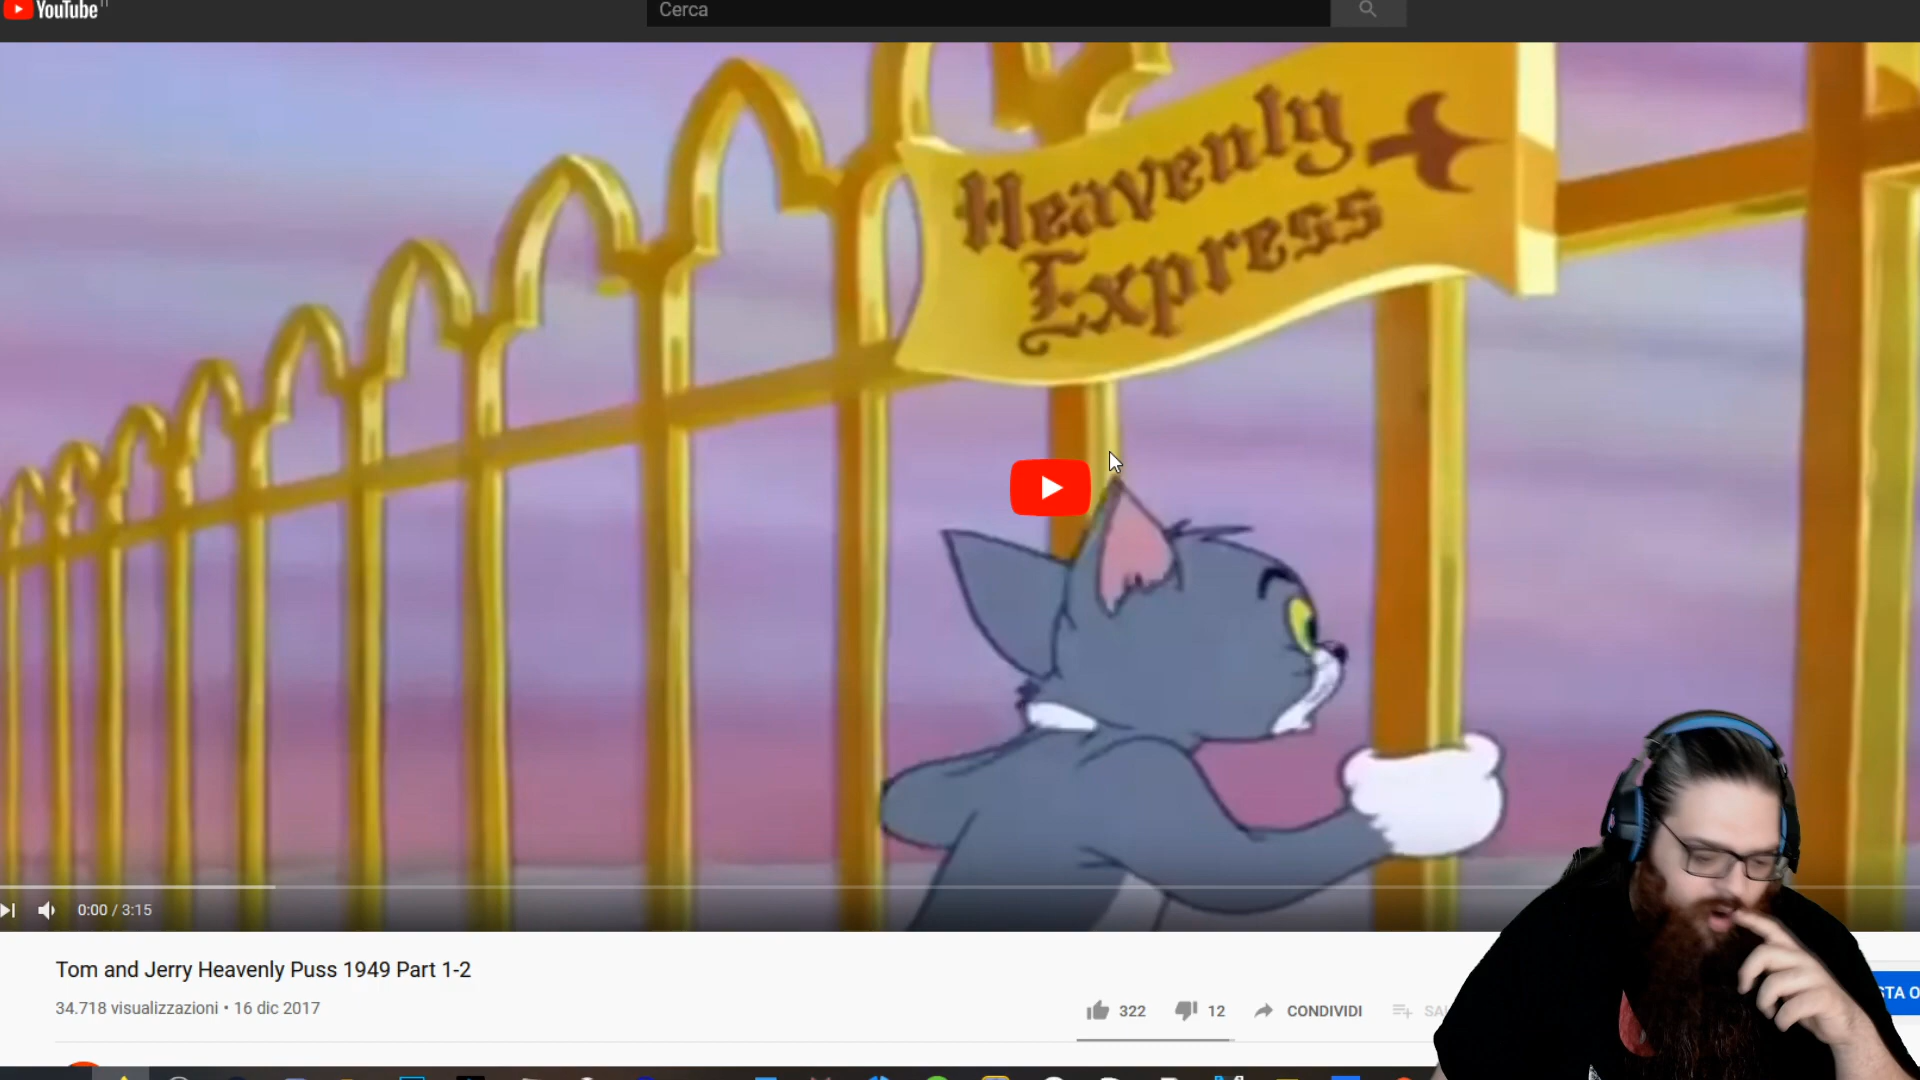 YouTube IT
Cerca
Heavenly
Express
0:00 / 3:15
Tom and Jerry Heavenly Puss 1949 Part 1-2
34.718 visualizzazioni • 16 dic 2017
322 12 CONDIVIDI